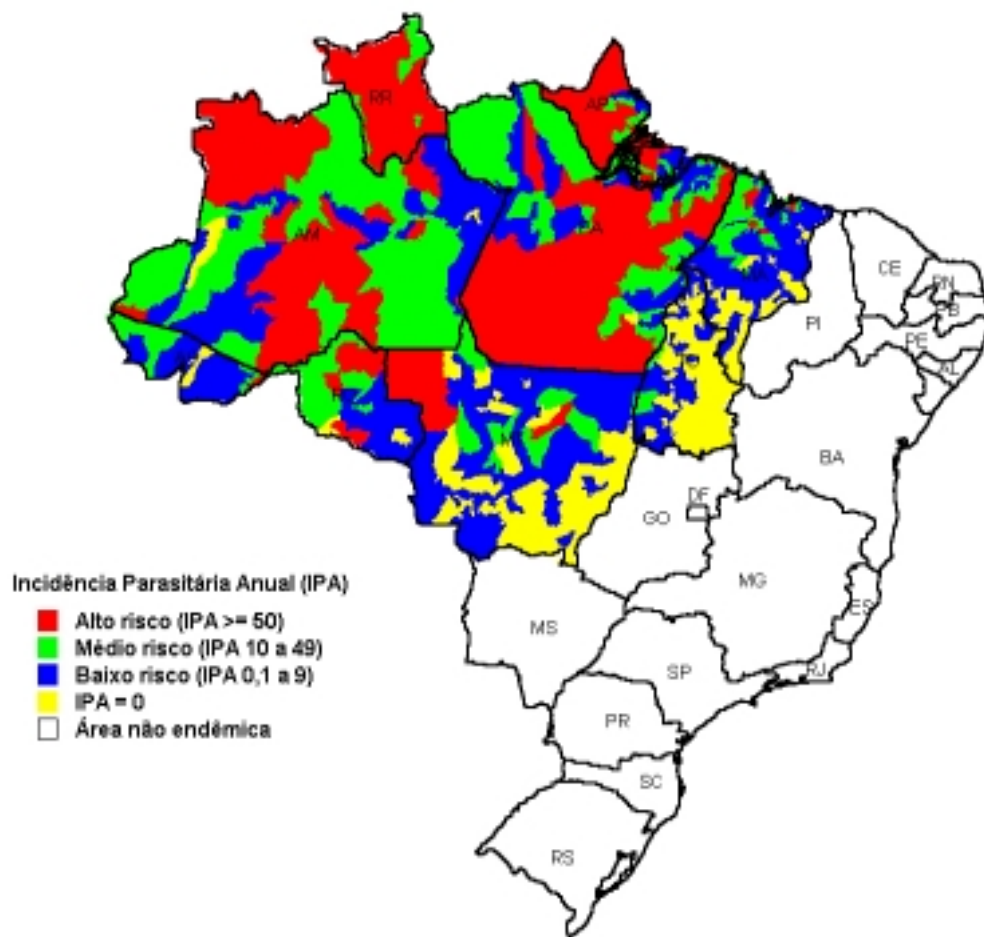 RR
AP
AM
PA
MA
CE
RN
PB
PI
PE
AL
BA
DF
GO
MG
ES
MS
SP
RJ
PR
SC
RS
Incidência Parasitária Anual (IPA)
Alto risco (IPA >= 50)
Médio risco (IPA 10 a 49)
Baixo risco (IPA 0,1 a 9)
IPA = 0
Área não endêmica